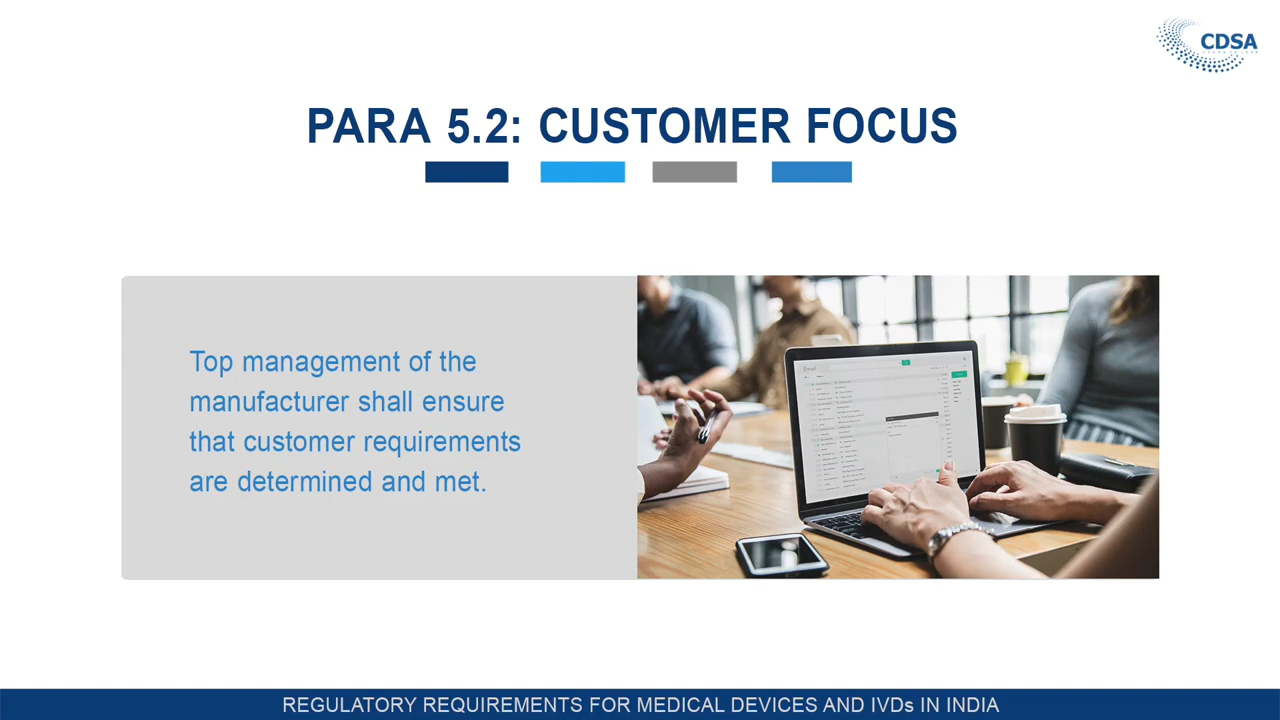 CDSA
PARA 5.2: CUSTOMER FOCUS
Top management of the
manufacturer shall ensure
that customer requirements
are determined and met.
REGULATORY REQUIREMENTS FOR MEDICAL DEVICES AND IVDs IN INDIA